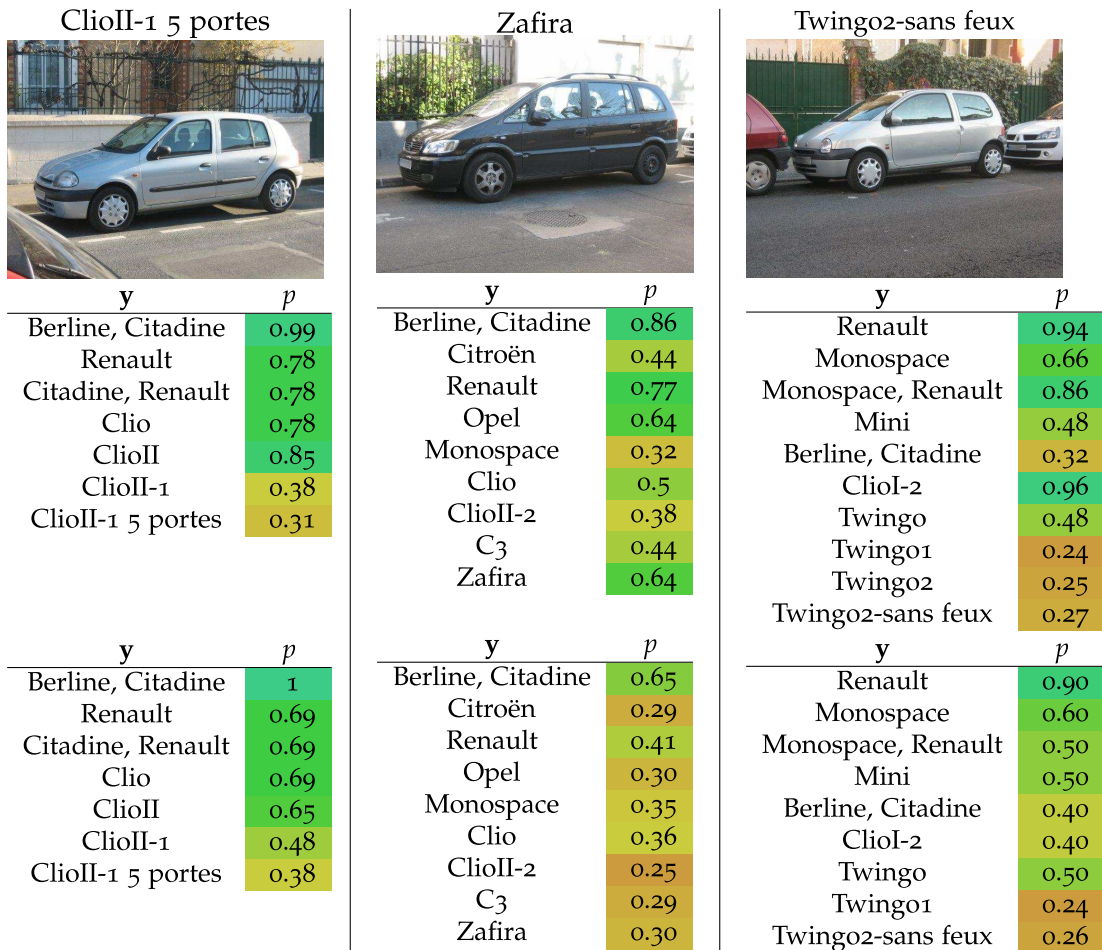 ClioII-1 5 portes
y p
Berline, Citadine 0.99
Renault 0.78
Citadine, Renault 0.78
Clio 0.78
ClioII 0.85
ClioII-1 0.38
ClioII-1 5 portes 0.31
y p
Berline, Citadine 1
Renault 0.69
Citadine, Renault 0.69
Clio 0.69
ClioII 0.65
ClioII-1 0.48
ClioII-1 5 portes 0.38
Zafira
y p
Berline, Citadine 0.86
Citroën 0.44
Renault 0.77
Opel 0.64
Monospace 0.32
Clio 0.5
ClioII-2 0.38
C3 0.44
Zafira 0.64
y p
Berline, Citadine 0.65
Citroën 0.29
Renault 0.41
Opel 0.30
Monospace 0.35
Clio 0.36
ClioII-2 0.25
C3 0.29
Zafira 0.30
Twingo2-sans feux
y p
Renault 0.94
Monospace 0.66
Monospace, Renault 0.86
Mini 0.48
Berline, Citadine 0.32
ClioI-2 0.96
Twingo 0.48
Twingo1 0.24
Twingo2 0.25
Twingo2-sans feux 0.27
y p
Renault 0.90
Monospace 0.60
Monospace, Renault 0.50
Mini 0.50
Berline, Citadine 0.40
ClioI-2 0.40
Twingo 0.50
Twingo1 0.24
Twingo2-sans feux 0.26